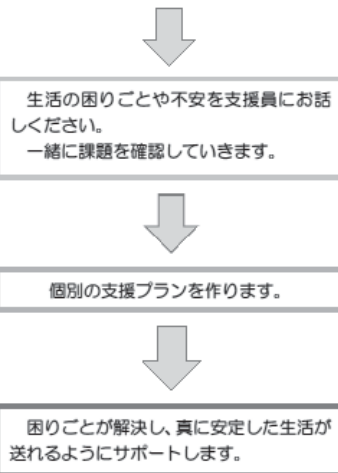 生活の困りごとや不安を支援員にお話
しください。
一緒に課題を確認していきます。
個別の支援プランを作ります。
困りごとが解決し、真に安定した生活が
送れるようにサポートします。